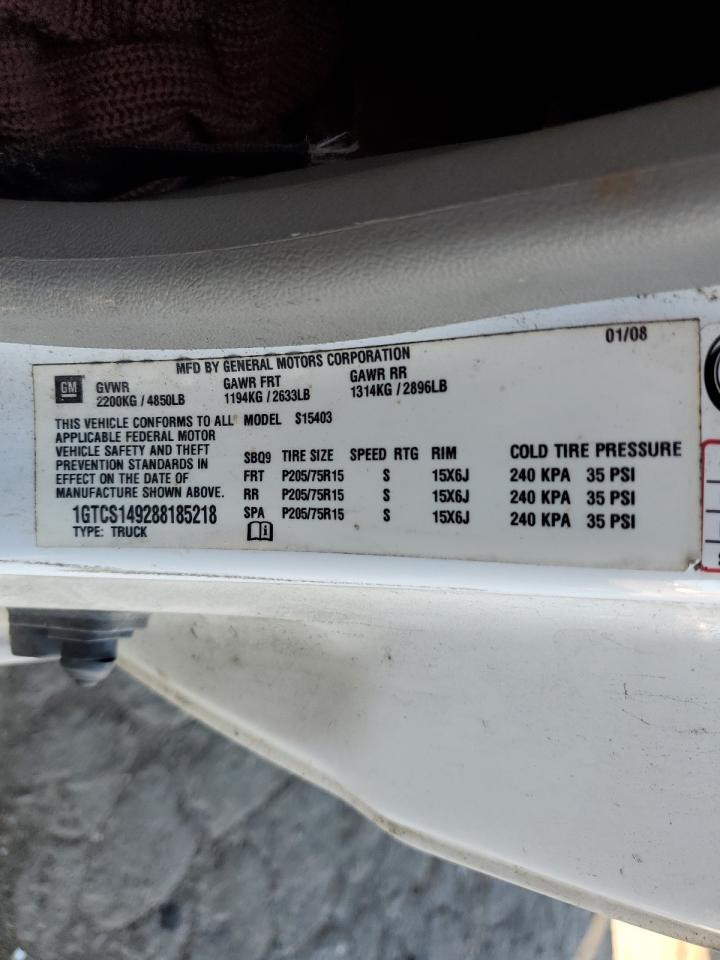 01/08
MFD BY GENERAL MOTORS CORPORATION
GM GVWR GAWR FRT GAWR RR
2200KG / 4850LB 1194KG / 2633LB 1314KG / 2896LB
THIS VEHICLE CONFORMS TO ALL MODEL S15403
APPLICABLE FEDERAL MOTOR
VEHICLE SAFETY AND THEFT SBQ9 TIRE SIZE SPEED RTG RIM COLD TIRE PRESSURE
PREVENTION STANDARDS IN FRT P205/75R15 S 15X6J 240 KPA 35 PSI
EFFECT ON THE DATE OF
MANUFACTURE SHOWN ABOVE. RR P205/75R15 S 15X6J 240 KPA 35 PSI
1GTCS149288185218 SPA P205/75R15 S 15X6J 240 KPA 35 PSI
TYPE: TRUCK